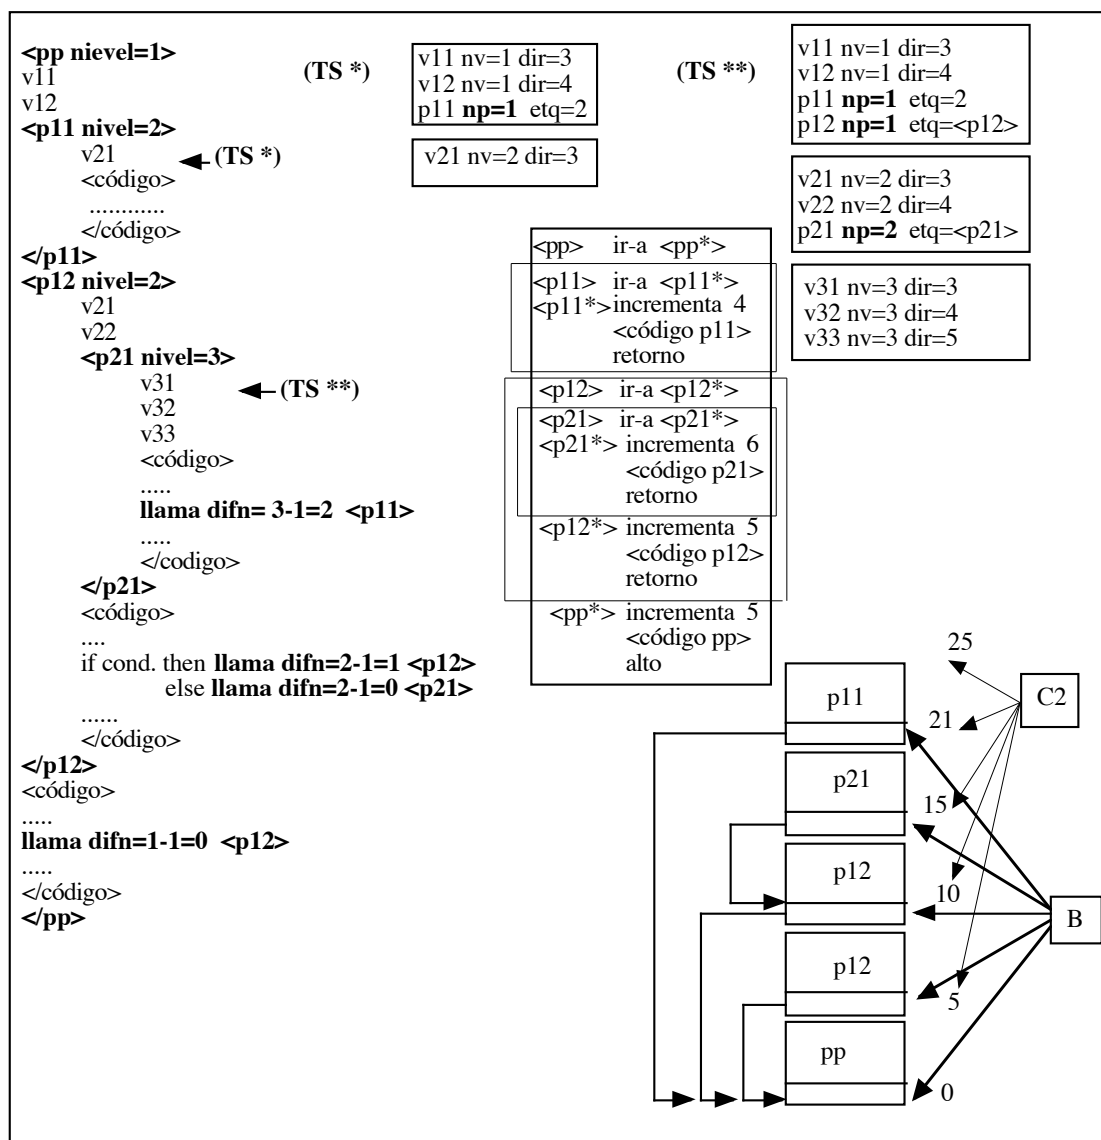 <pp nievel=1>
v11
v12
<p11 nivel=2>
v21
<código>
............
</código>
</p11>
<p12 nivel=2>
v21
v22
<p21 nivel=3>
v31
v32
v33
<código>
.....
llama difn= 3-1=2 <p11>
.....
</codigo>
</p21>
<código>
....
if cond. then llama difn=2-1=1 <p12>
else llama difn=2-1=0 <p21>
......
</código>
</p12>
<código>
.....
llama difn=1-1=0 <p12>
.....
</código>
</pp>
(TS *)
(TS **)
(TS *)
v11 nv=1 dir=3
v12 nv=1 dir=4
p11 np=1 etq=2
v21 nv=2 dir=3
(TS **)
v11 nv=1 dir=3
v12 nv=1 dir=4
p11 np=1 etq=2
p12 np=1 etq=<p12>
v21 nv=2 dir=3
v22 nv=2 dir=4
p21 np=2 etq=<p21>
v31 nv=3 dir=3
v32 nv=3 dir=4
v33 nv=3 dir=5
<pp> ir-a <pp*>
<p11> ir-a <p11*>
<p11*> incrementa 4
<código p11>
retorno
<p12> ir-a <p12*>
<p21> ir-a <p21*>
<p21*> incrementa 6
<código p21>
retorno
<p12*> incrementa 5
<código p12>
retorno
<pp*> incrementa 5
<código pp>
alto
p11
p21
p12
p12
pp
25
21
15
10
5
0
C2
B